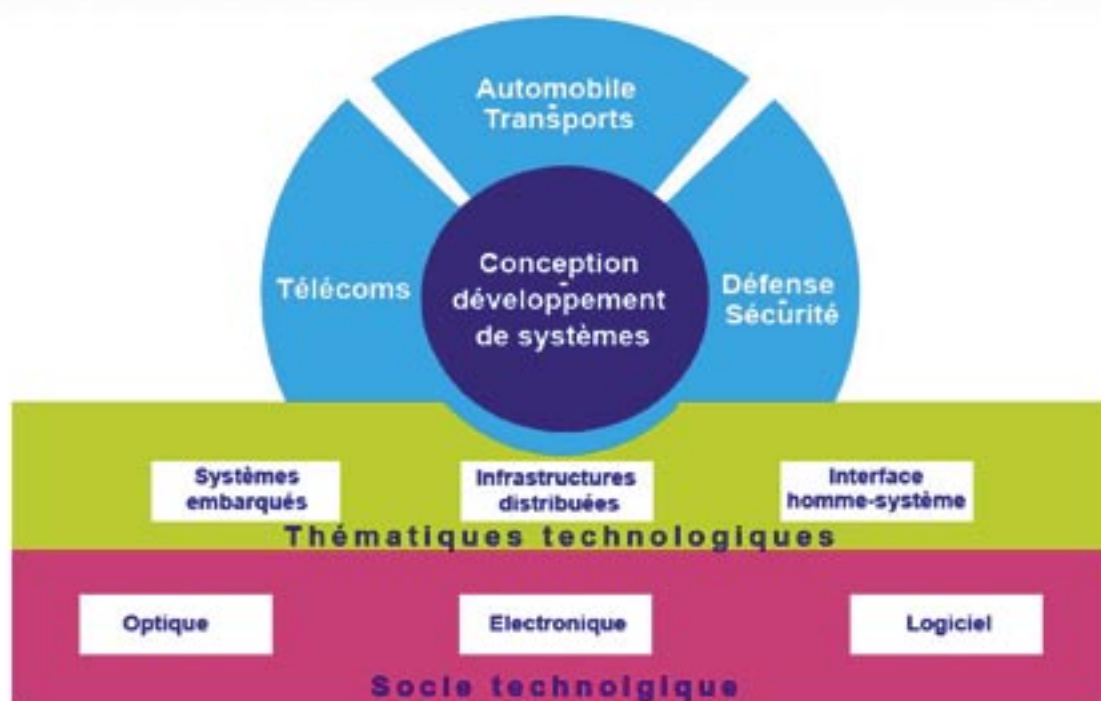 Automobile
-
Transports
Télécoms
Conception
-
développement
de systèmes
Défense
-
Sécurité
Systèmes
embarqués
Infrastructures
distribuées
Interface
homme-système
Thématiques technologiques
Optique
Electronique
Logiciel
Socle technolgique